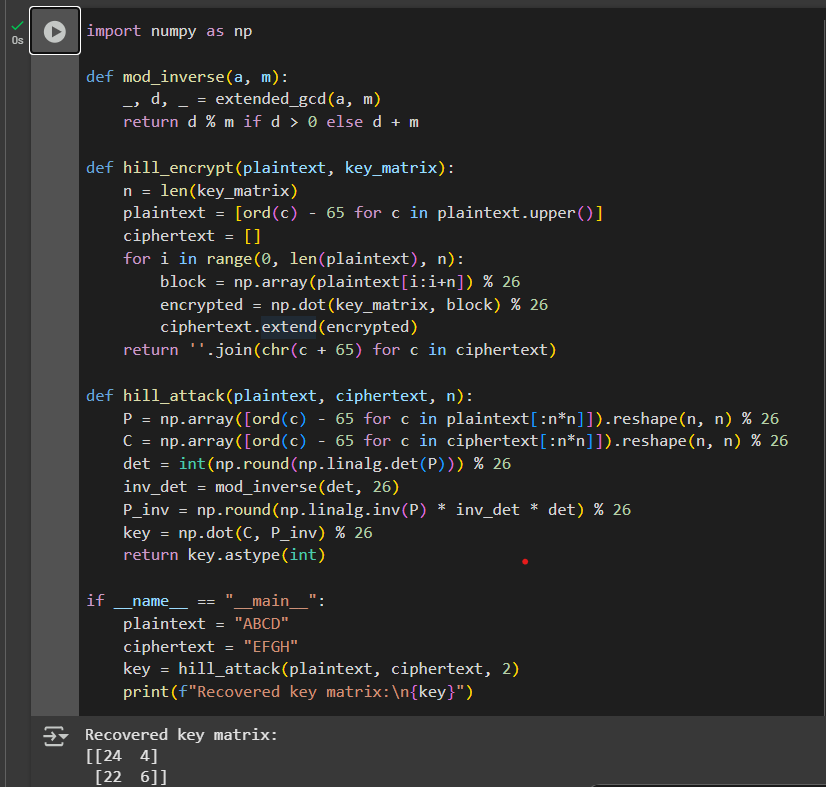 0s
import numpy as np
def mod_inverse(a, m):
    _, d, _ = extended_gcd(a, m)
    return d % m if d > 0 else d + m
def hill_encrypt(plaintext, key_matrix):
    n = len(key_matrix)
    plaintext = [ord(c) - 65 for c in plaintext.upper()]
    ciphertext = []
    for i in range(0, len(plaintext), n):
        block = np.array(plaintext[i:i+n]) % 26
        encrypted = np.dot(key_matrix, block) % 26
        ciphertext.extend(encrypted)
    return ''.join(chr(c + 65) for c in ciphertext)
def hill_attack(plaintext, ciphertext, n):
    P = np.array([ord(c) - 65 for c in plaintext[:n*n]]).reshape(n, n) % 26
    C = np.array([ord(c) - 65 for c in ciphertext[:n*n]]).reshape(n, n) % 26
    det = int(np.round(np.linalg.det(P))) % 26
    inv_det = mod_inverse(det, 26)
    P_inv = np.round(np.linalg.inv(P) * inv_det * det) % 26
    key = np.dot(C, P_inv) % 26
    return key.astype(int)
if __name__ == "__main__":
    plaintext = "ABCD"
    ciphertext = "EFGH"
    key = hill_attack(plaintext, ciphertext, 2)
    print(f"Recovered key matrix:\n{key}")
Recovered key matrix:
[[24  4]
 [22  6]]